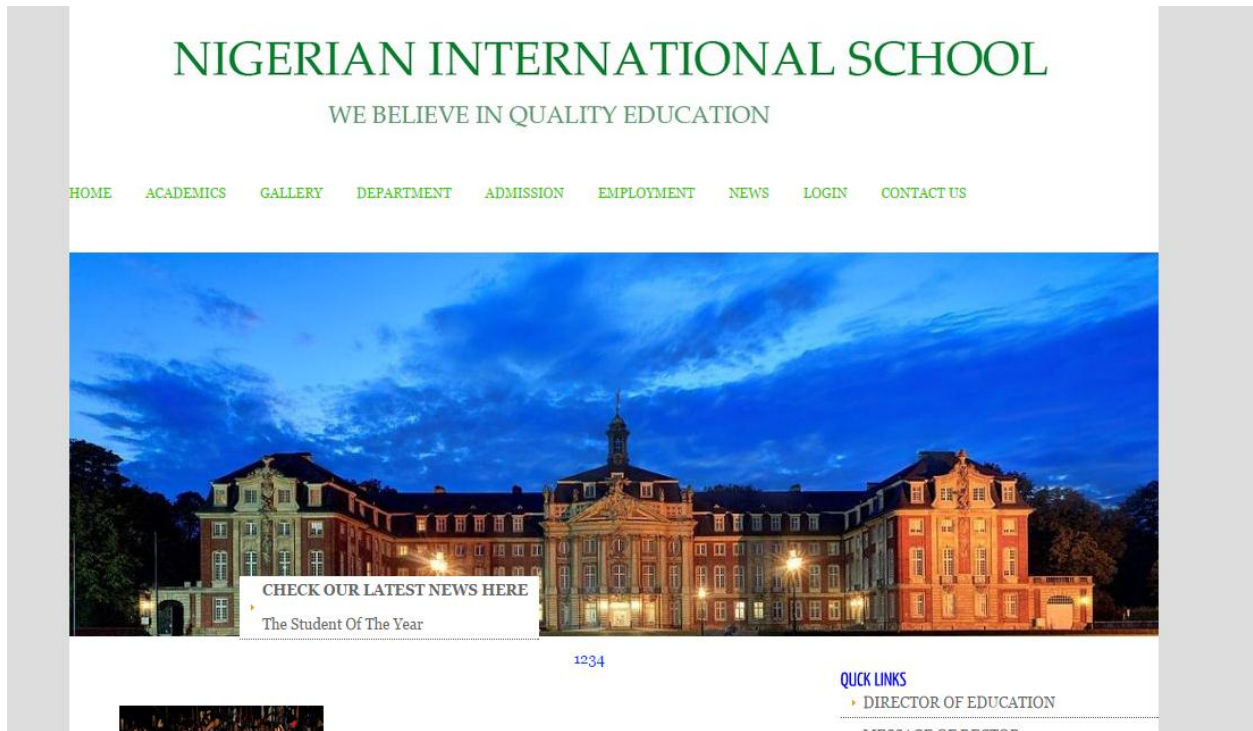 NIGERIAN INTERNATIONAL SCHOOL
WE BELIEVE IN QUALITY EDUCATION
HOME ACADEMICS GALLERY DEPARTMENT ADMISSION EMPLOYMENT NEWS LOGIN CONTACT US
CHECK OUR LATEST NEWS HERE
The Student Of The Year
1234
QUCK LINKS
DIRECTOR OF EDUCATION